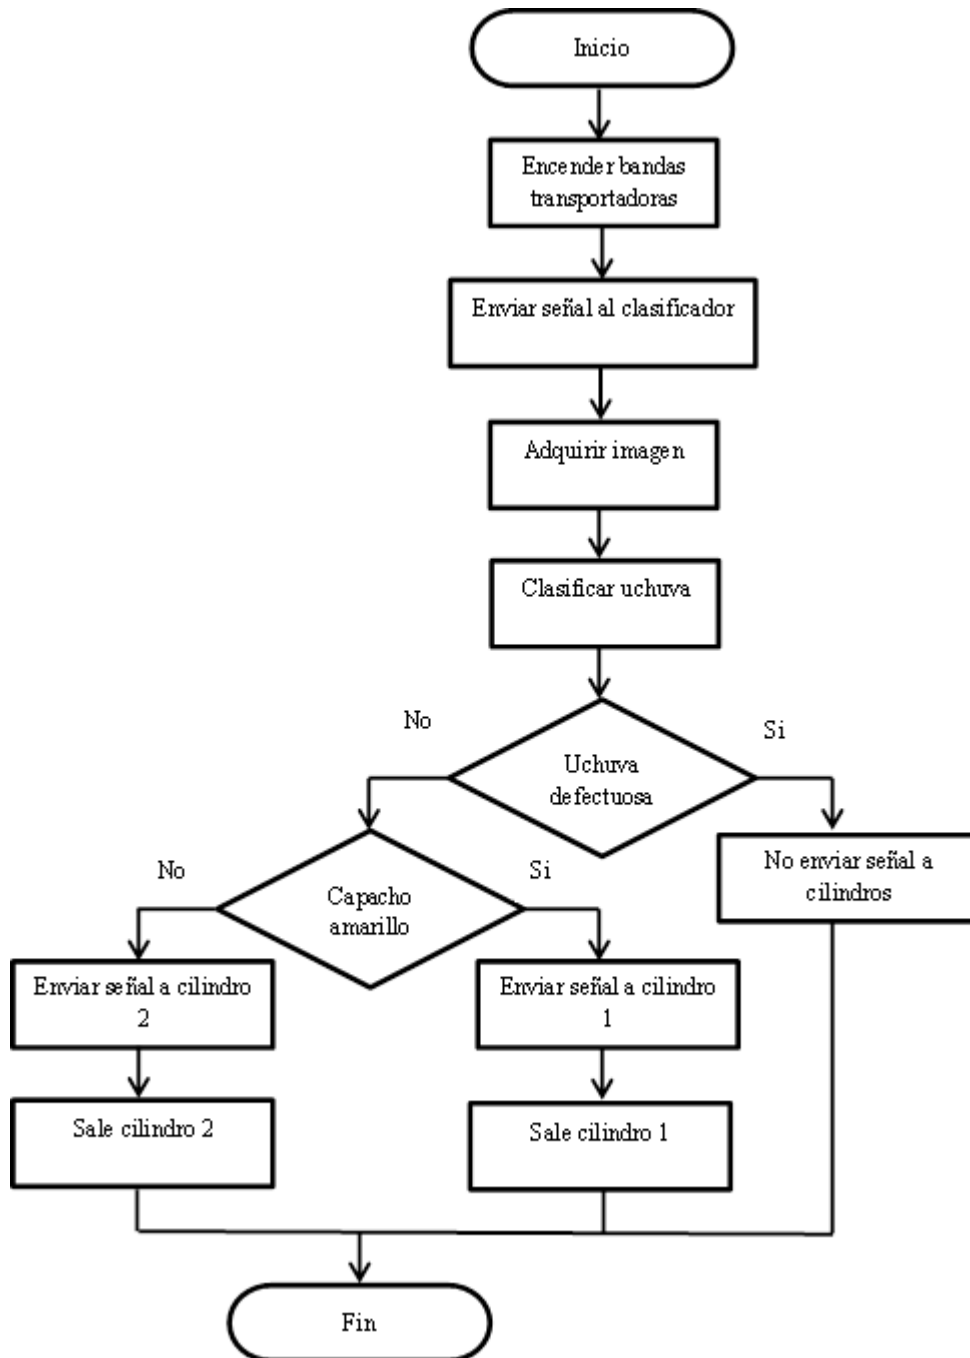 Inicio
Encender bandas
transportadoras
Enviar señal al clasificador
Adquirir imagen
Clasificar uchuva
No
Si
Uchuva
defectuosa
No
Si
Capacho
amarillo
No enviar señal a
cilindros
Enviar señal a cilindro
2
Enviar señal a cilindro
1
Sale cilindro 2
Sale cilindro 1
Fin